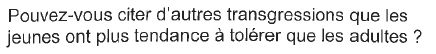 Pouvez-vous citer d'autres transgressions que les
jeunes ont plus tendance à tolérer que les adultes ?